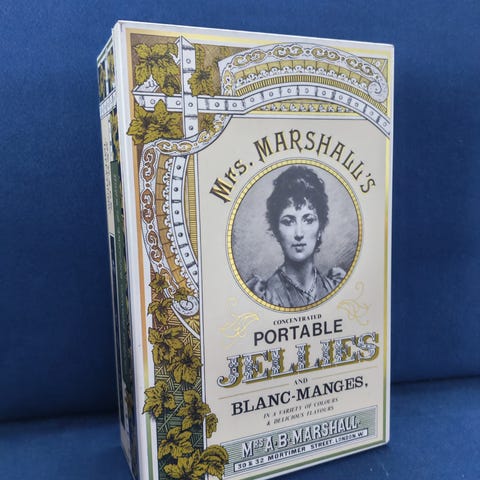 Mrs. MARSHALL'S
CONCENTRATED
PORTABLE
JELLIES
AND
BLANC-MANGES,
IN A VARIETY OF COLOURS
& DELICIOUS FLAVOURS
MRS A·B·MARSHALL.
30 & 32 MORTIMER STREET. LONDON. W